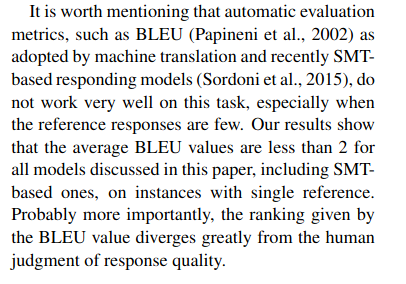 It is worth mentioning that automatic evaluation
metrics, such as BLEU (Papineni et al., 2002) as
adopted by machine translation and recently SMT-
based responding models (Sordoni et al., 2015), do
not work very well on this task, especially when
the reference responses are few. Our results show
that the average BLEU values are less than 2 for
all models discussed in this paper, including SMT-
based ones, on instances with single reference.
Probably more importantly, the ranking given by
the BLEU value diverges greatly from the human
judgment of response quality.